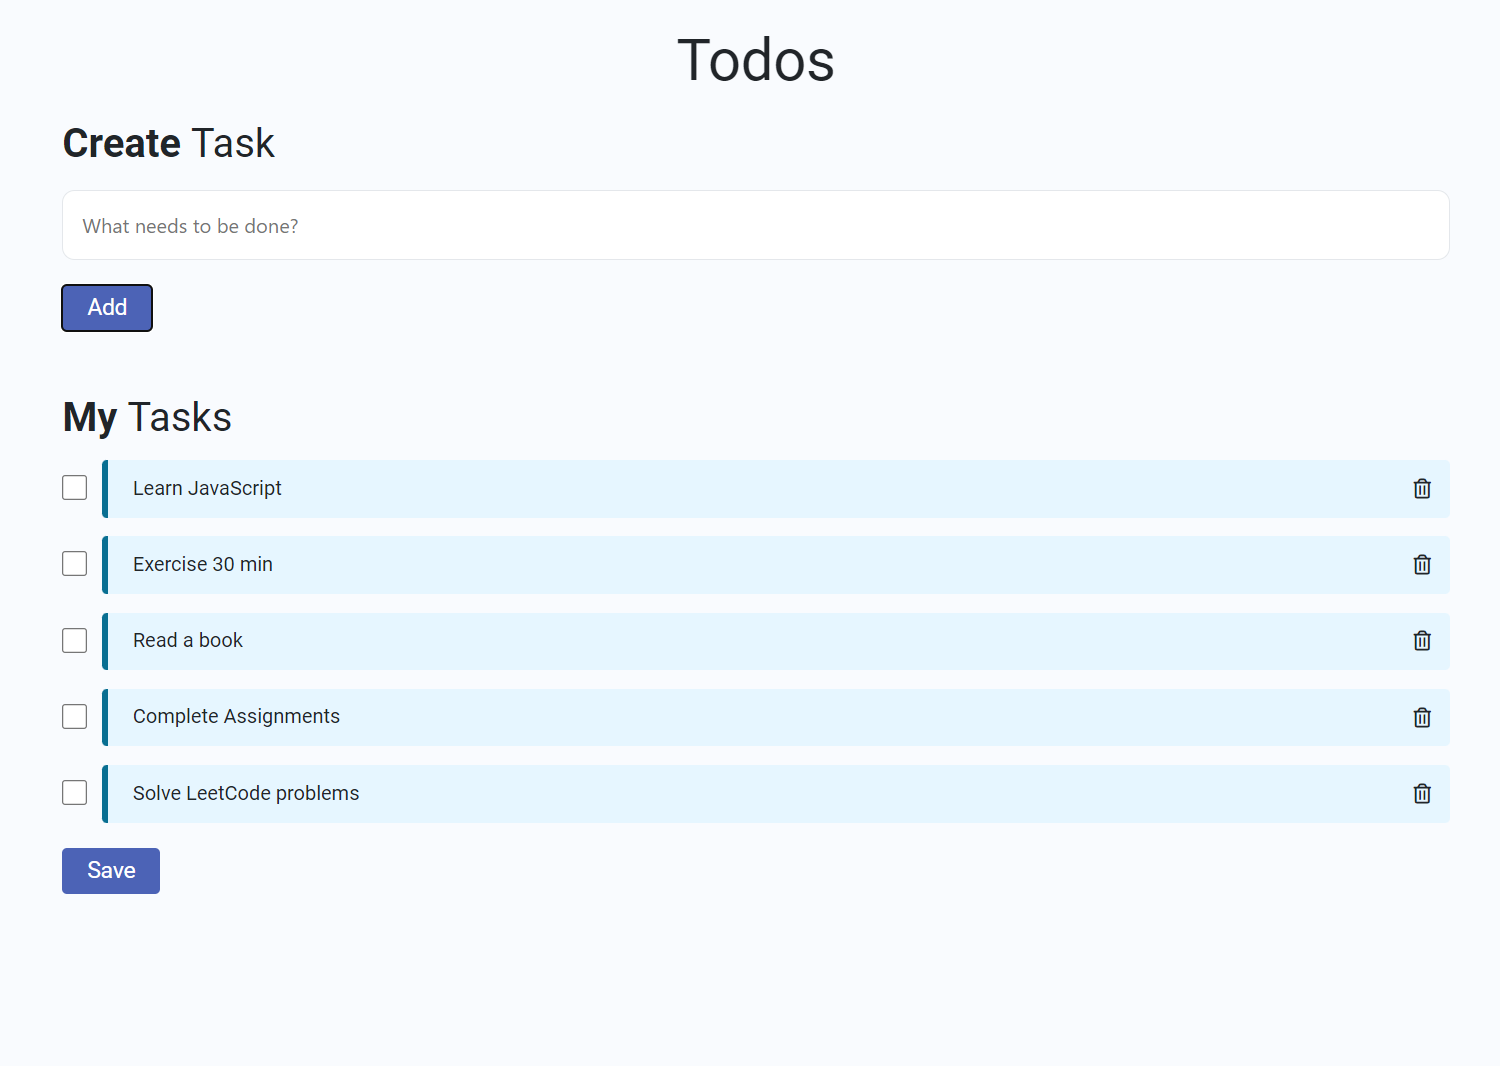 Todos
Create Task
What needs to be done?
Add
My Tasks
Learn JavaScript
Exercise 30 min
Read a book
Complete Assignments
Solve LeetCode problems
Save